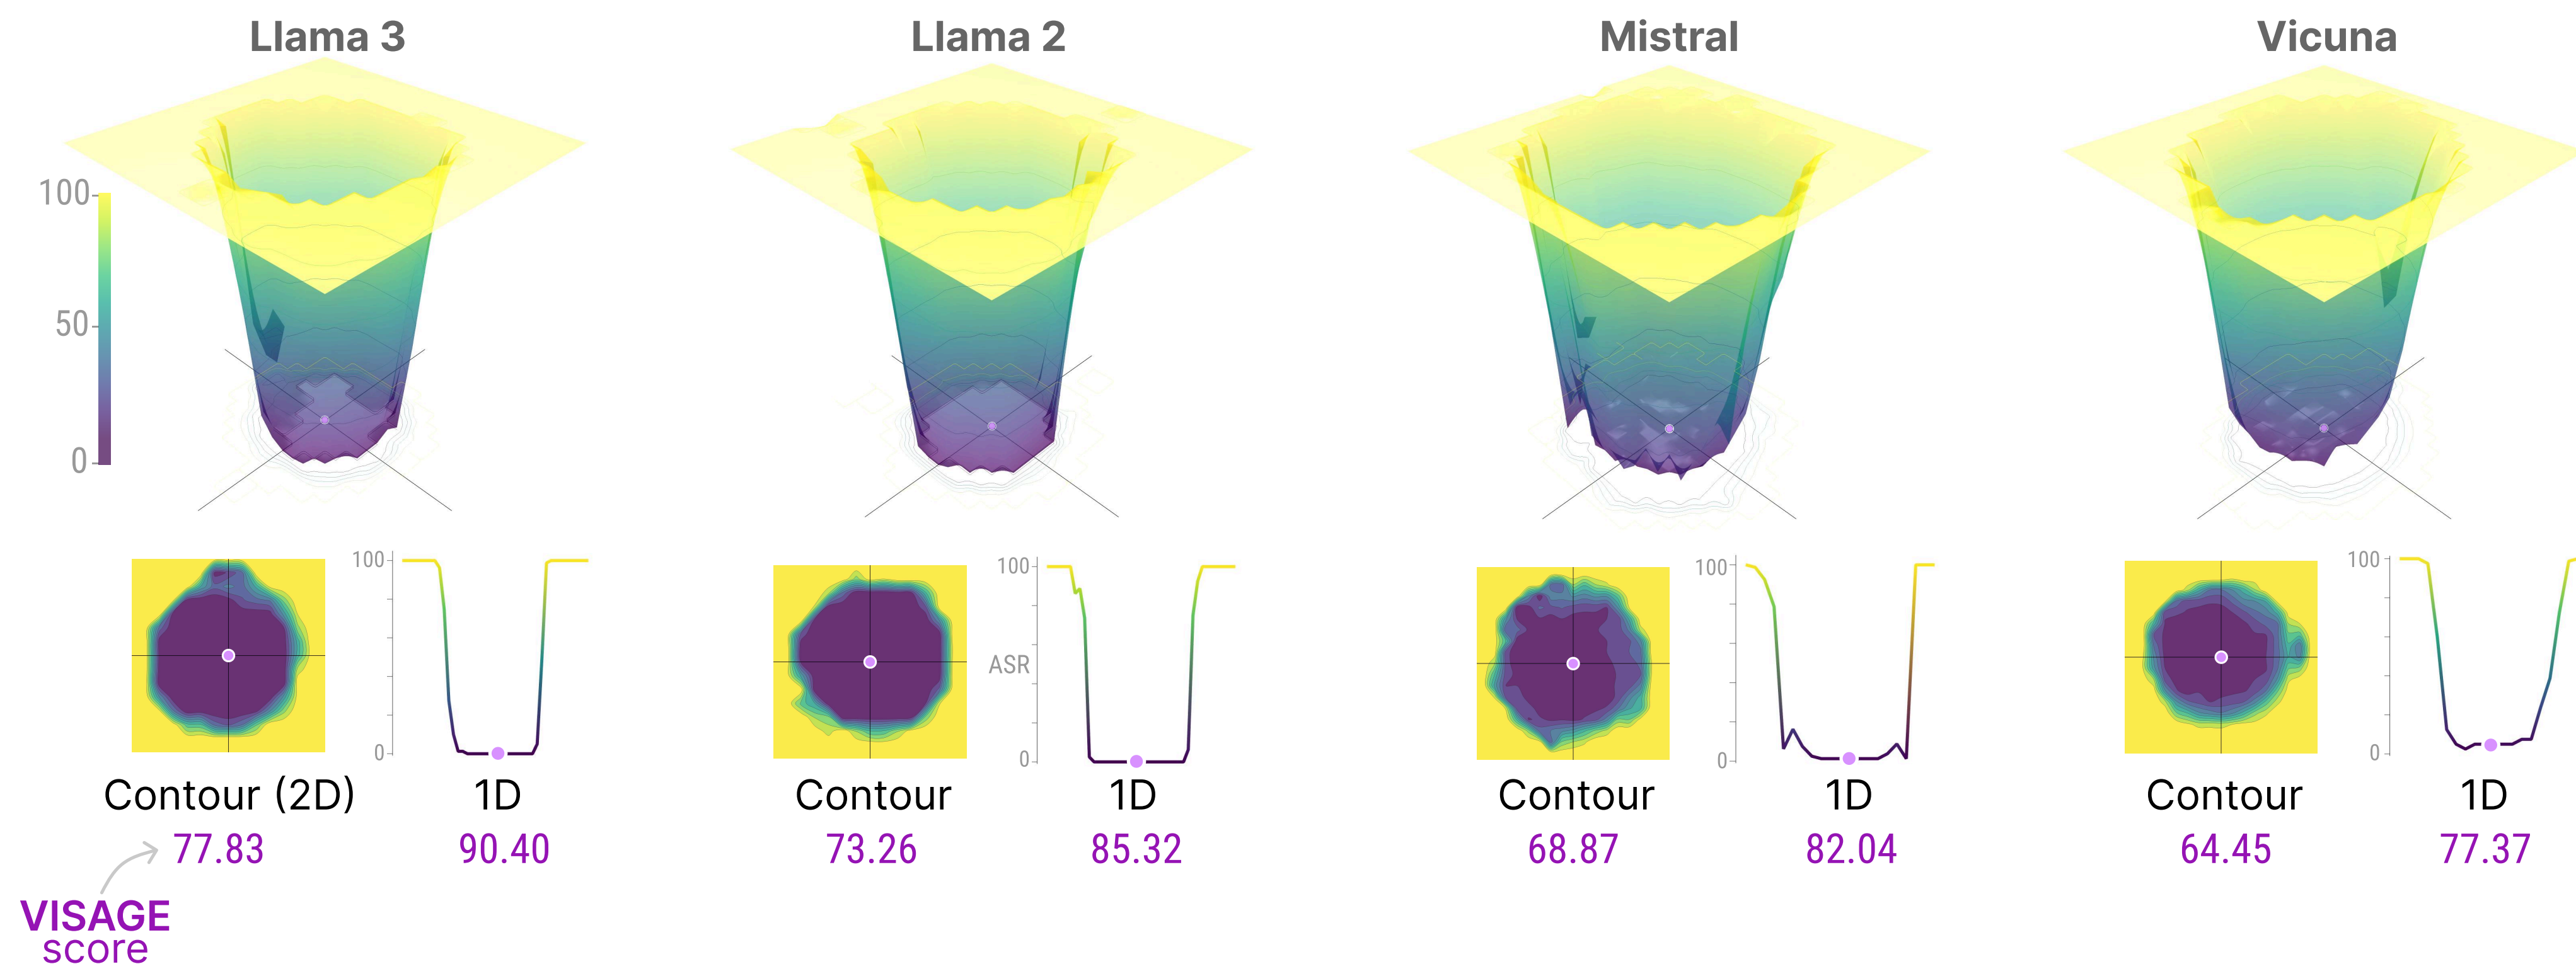 Llama 3
Llama 2
Mistral
Vicuna
100
50
0
100
0
100
ASR
0
100
0
100
0
Contour (2D)
1D
Contour
1D
Contour
1D
Contour
1D
77.83
90.40
73.26
85.32
68.87
82.04
64.45
77.37
VISAGE
score